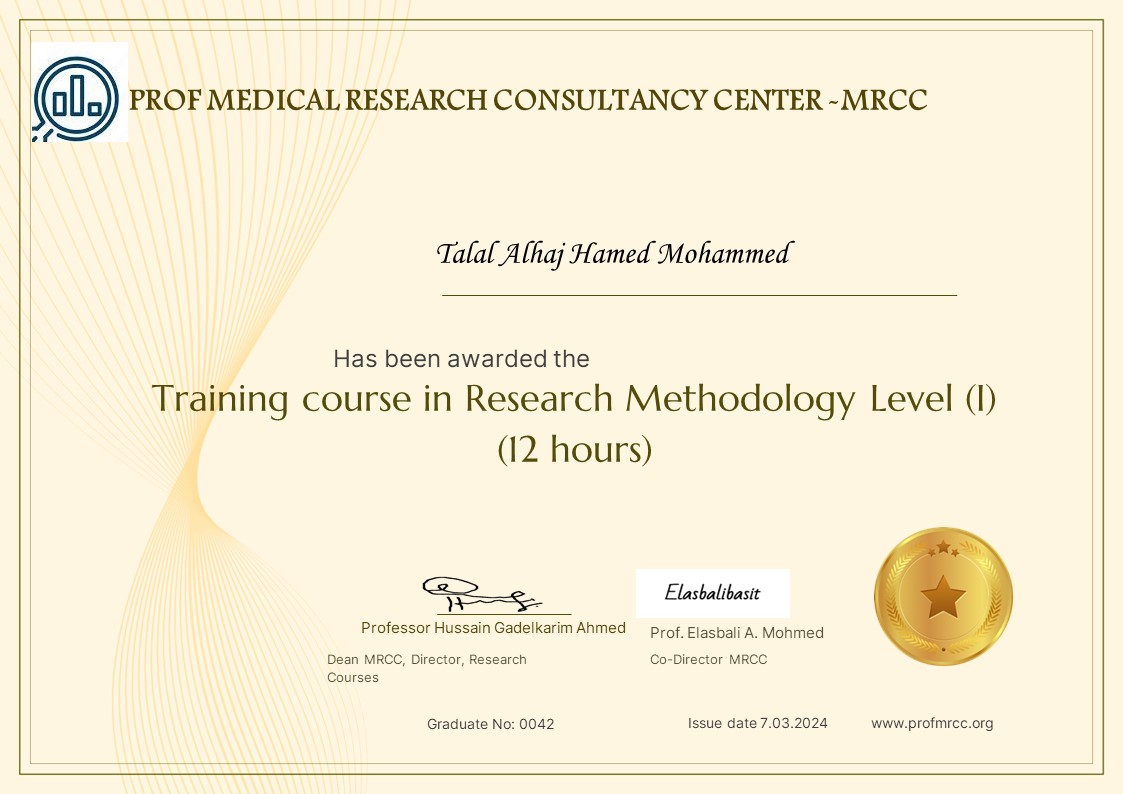 PROF MEDICAL RESEARCH CONSULTANCY CENTER ~MRCC
Talal Alhaj Hamed Mohammed
Has been awarded the
Training course in Research Methodology Level (I)
(12 hours)
Elasbalibasit
Professor Hussain Gadelkarim Ahmed
Prof. Elasbali A. Mohmed
Dean MRCC, Director, Research
Courses
Co-Director MRCC
Graduate No: 0042
Issue date 7.03.2024
www.profmrcc.org